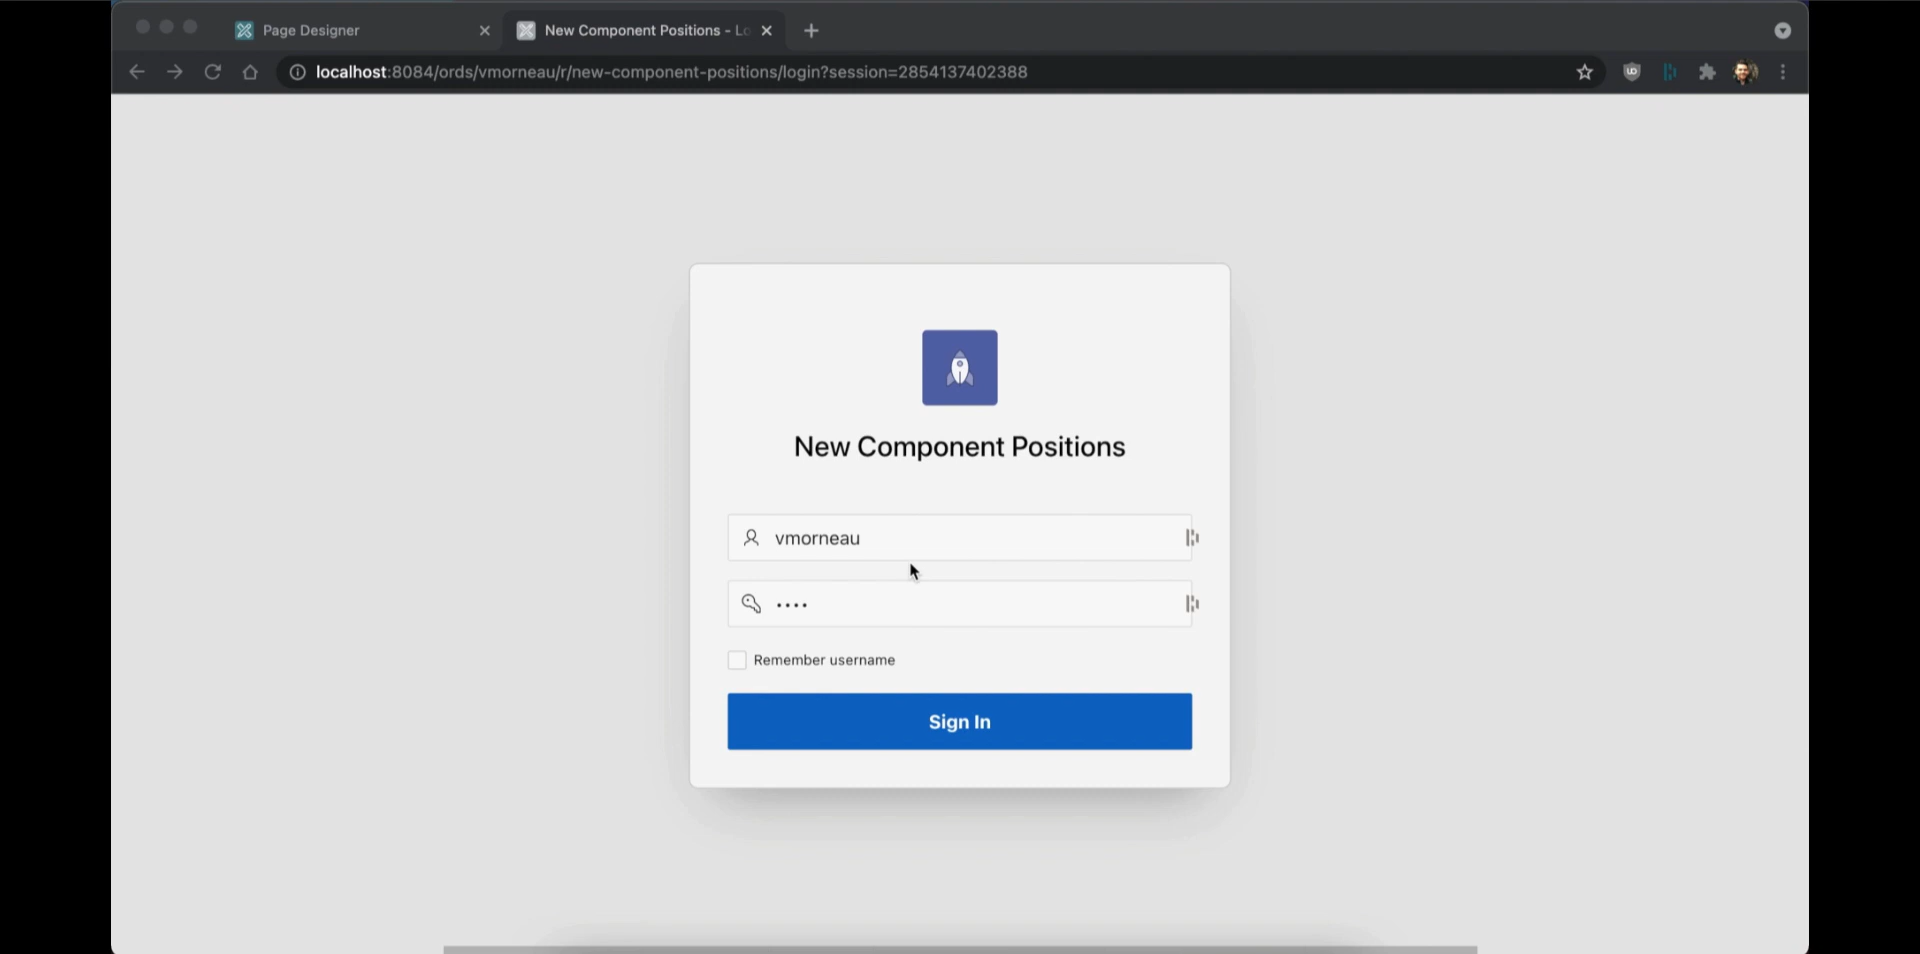 Page Designer
New Component Positions - Lo
localhost:8084/ords/vmorneau/r/new-component-positions/login?session=2854137402388
New Component Positions
vmorneau
••••
Remember username
Sign In